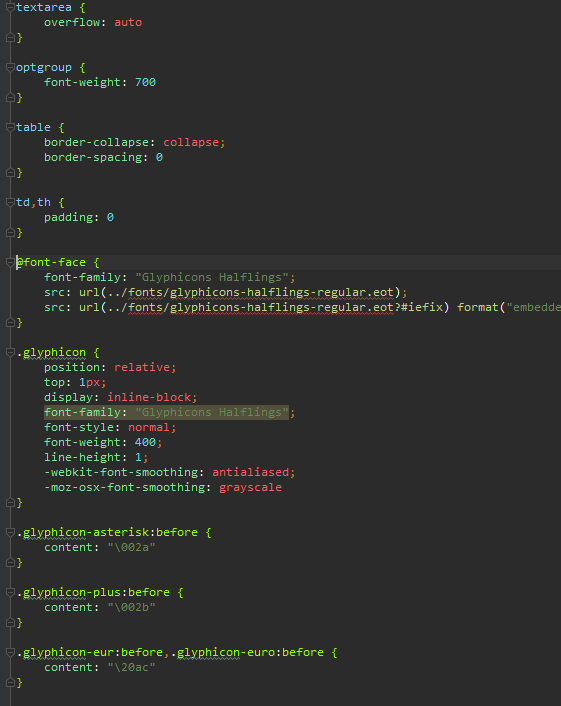 textarea {
overflow: auto
}
optgroup {
font-weight: 700
}
table {
border-collapse: collapse;
border-spacing: 0
}
td,th {
padding: 0
}
@font-face {
font-family: "Glyphicons Halflings";
src: url(../fonts/glyphicons-halflings-regular.eot);
src: url(../fonts/glyphicons-halflings-regular.eot?#iefix) format("embedde
}
.glyphicon {
position: relative;
top: 1px;
display: inline-block;
font-family: "Glyphicons Halflings";
font-style: normal;
font-weight: 400;
line-height: 1;
-webkit-font-smoothing: antialiased;
-moz-osx-font-smoothing: grayscale
}
.glyphicon-asterisk:before {
content: "\002a"
}
.glyphicon-plus:before {
content: "\002b"
}
.glyphicon-eur:before,.glyphicon-euro:before {
content: "\20ac"
}